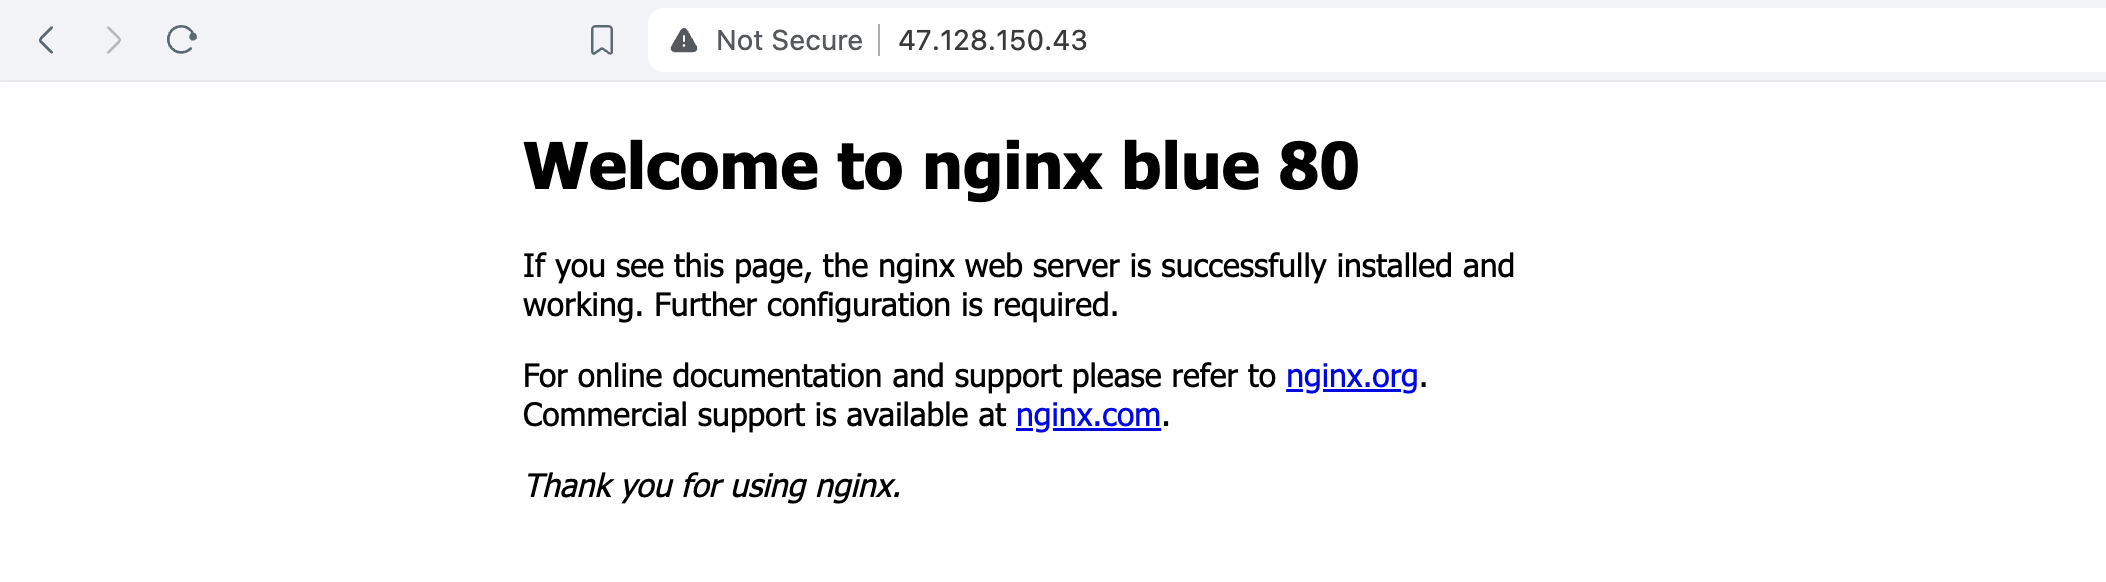 Not Secure 47.128.150.43
Welcome to nginx blue 80
If you see this page, the nginx web server is successfully installed and
working. Further configuration is required.
For online documentation and support please refer to nginx.org.
Commercial support is available at nginx.com.
Thank you for using nginx.